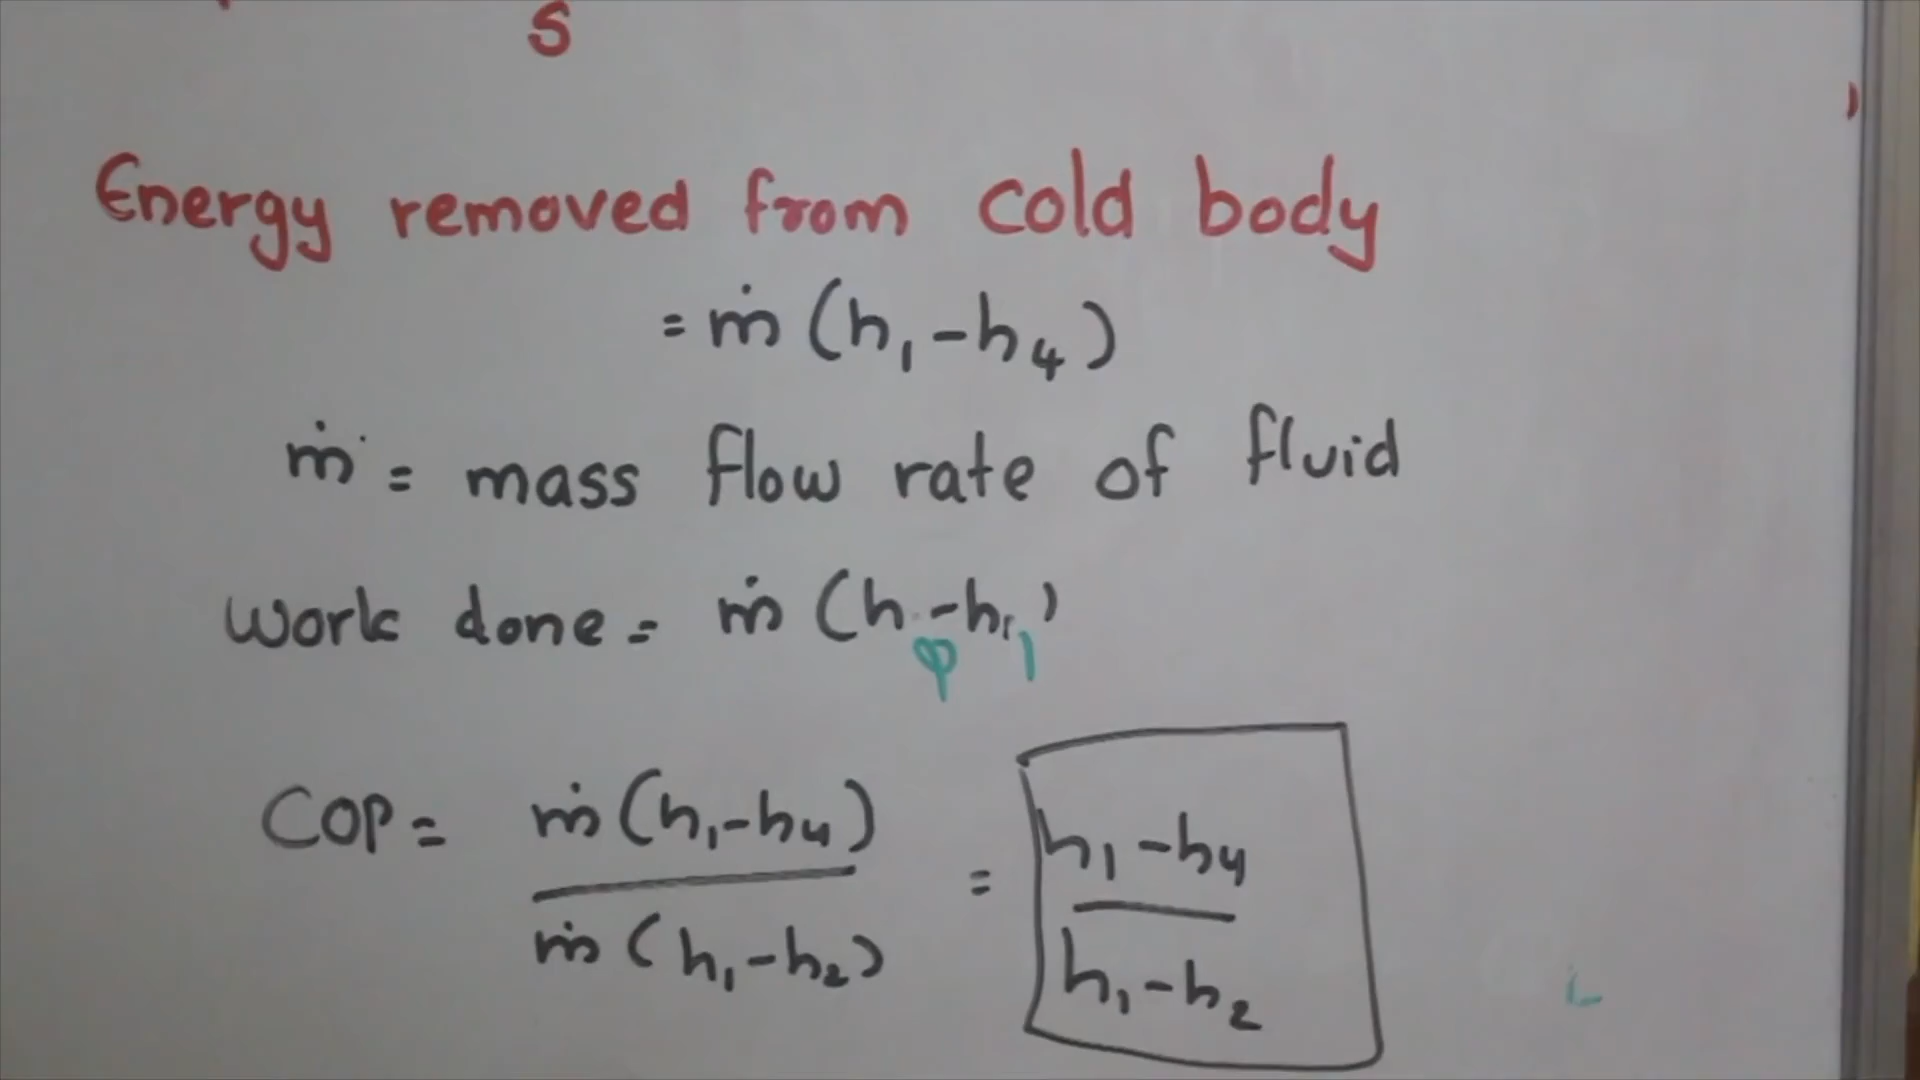 S
Energy removed from cold body
= ṁ (h₁ - h₄)
ṁ = mass flow rate of fluid
work done = ṁ (h - h₁)
COP = ṁ (h₁ - h₄) / ṁ (h₁ - h₂) = h₁ - h₄ / h₁ - h₂